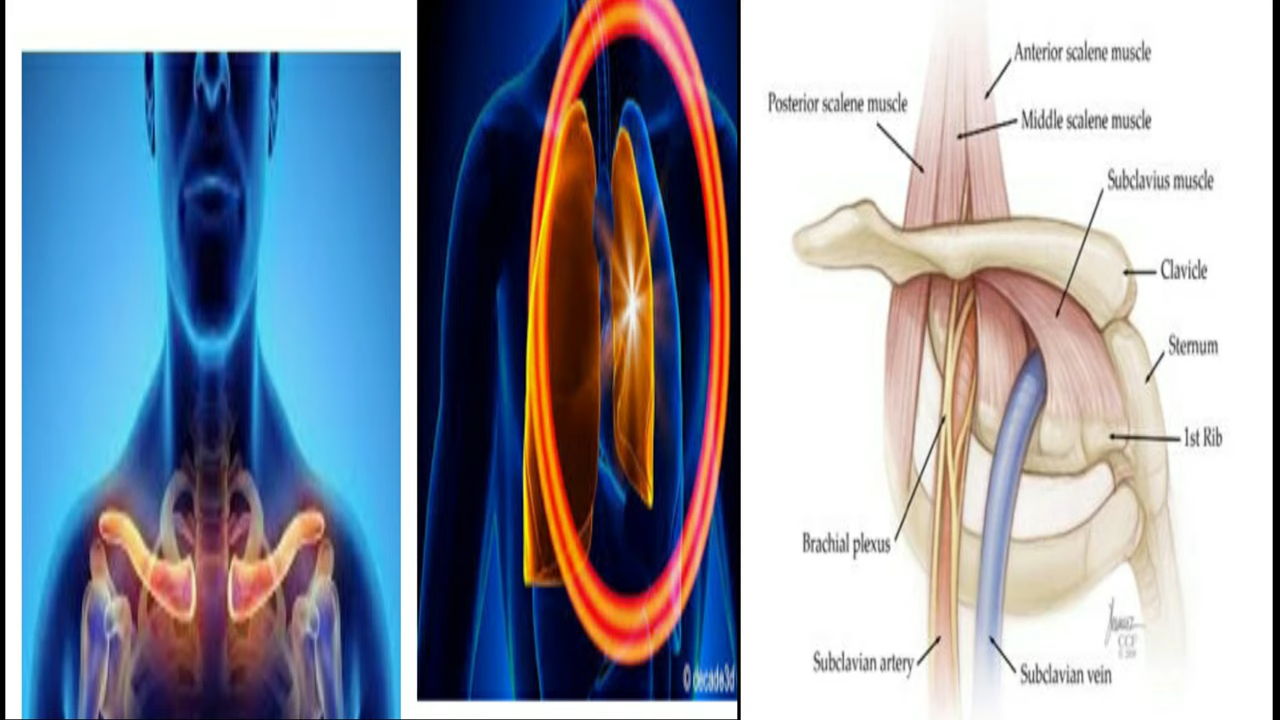 © decade3d
Anterior scalene muscle
Posterior scalene muscle
Middle scalene muscle
Subclavius muscle
Clavicle
Sternum
1st Rib
Brachial plexus
CCF
Subclavian artery
Subclavian vein